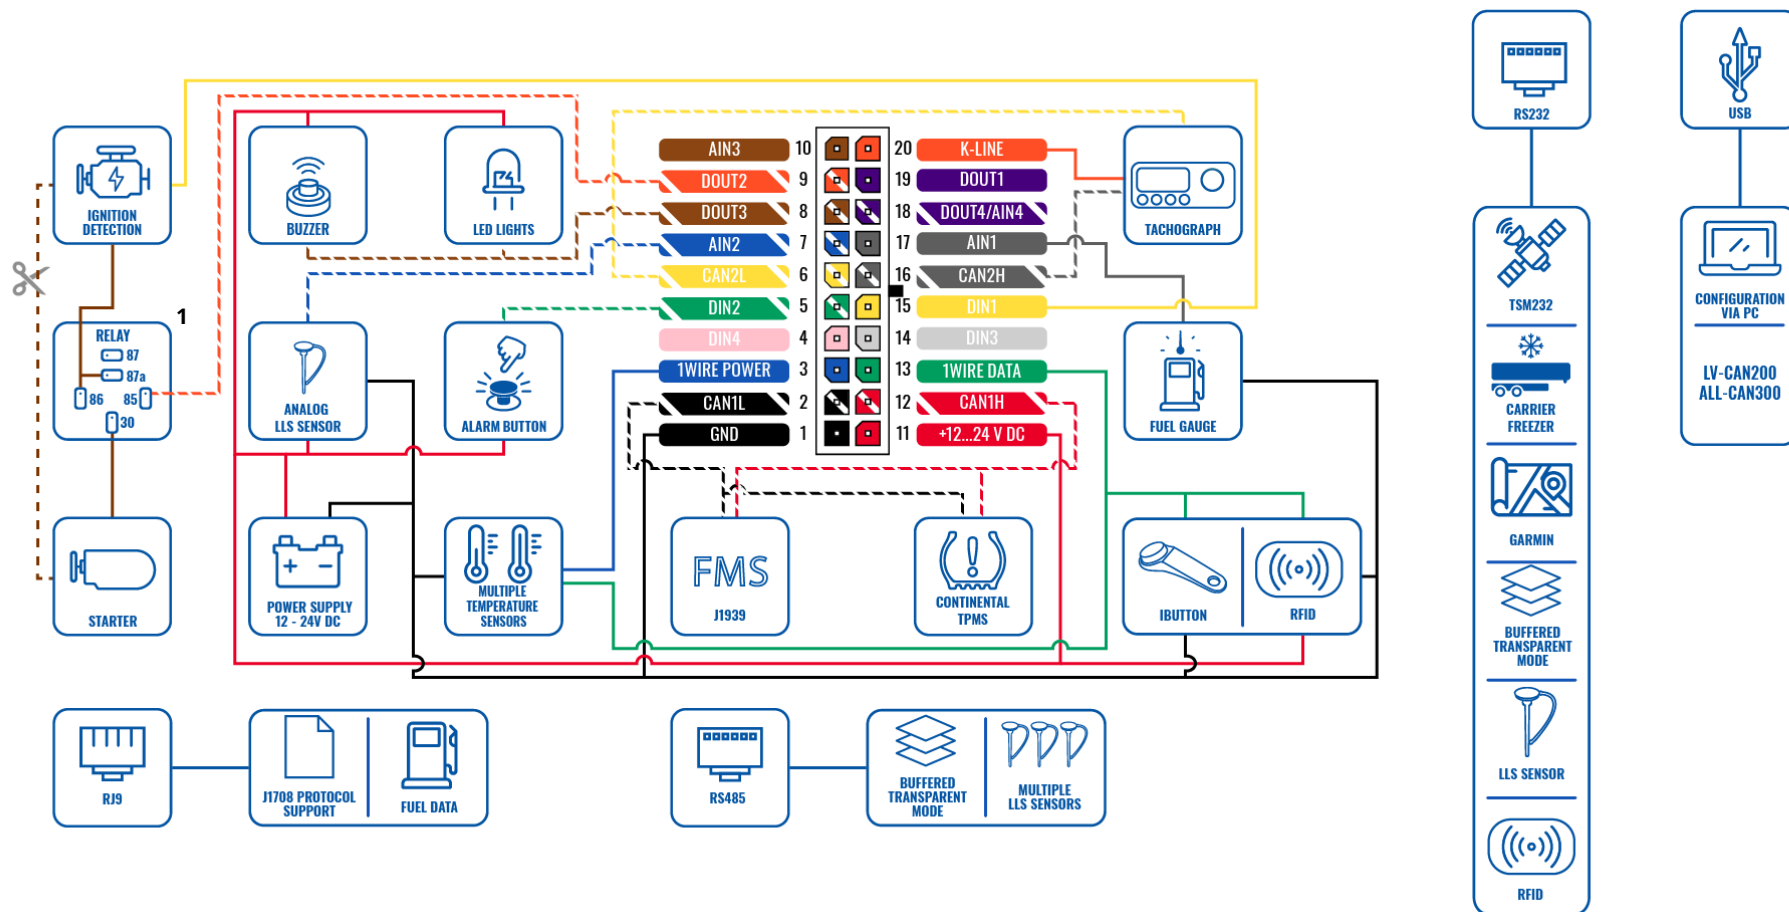 RS232
USB
IGNITION
DETECTION
BUZZER
LED LIGHTS
AIN3 10
20 K-LINE
DOUT2 9
19 DOUT1
DOUT3 8
18 DOUT4/AIN4
AIN2 7
17 AIN1
CAN2L 6
16 CAN2H
DIN2 5
15 DIN1
DIN4 4
14 DIN3
1WIRE POWER 3
13 1WIRE DATA
CAN1L 2
12 CAN1H
GND 1
11 +12...24 V DC
TACHOGRAPH
1
RELAY
87
87a
86 85
30
ANALOG
LLS SENSOR
ALARM BUTTON
FUEL GAUGE
STARTER
POWER SUPPLY
12 - 24V DC
MULTIPLE
TEMPERATURE
SENSORS
FMS
J1939
CONTINENTAL
TPMS
IBUTTON
RFID
RJ9
J1708 PROTOCOL
SUPPORT
FUEL DATA
RS485
BUFFERED
TRANSPARENT
MODE
MULTIPLE
LLS SENSORS
TSM232
CARRIER
FREEZER
GARMIN
BUFFERED
TRANSPARENT
MODE
LLS SENSOR
RFID
CONFIGURATION
VIA PC
LV-CAN200
ALL-CAN300